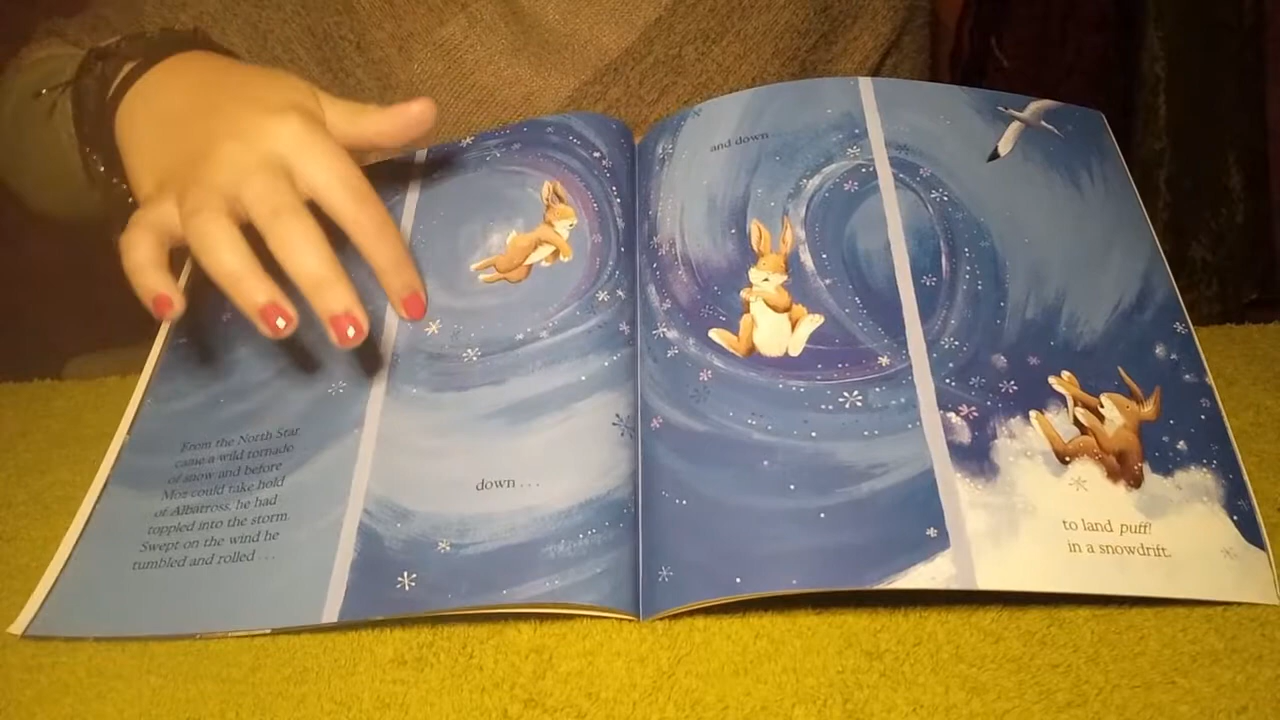 From the North Star,
came a wild tornado
of snow and before
Moz could take hold
of Albatross, he had
toppled into the storm.
Swept on the wind he
tumbled and rolled . . .
down . . .
and down
to land puff!
in a snowdrift.